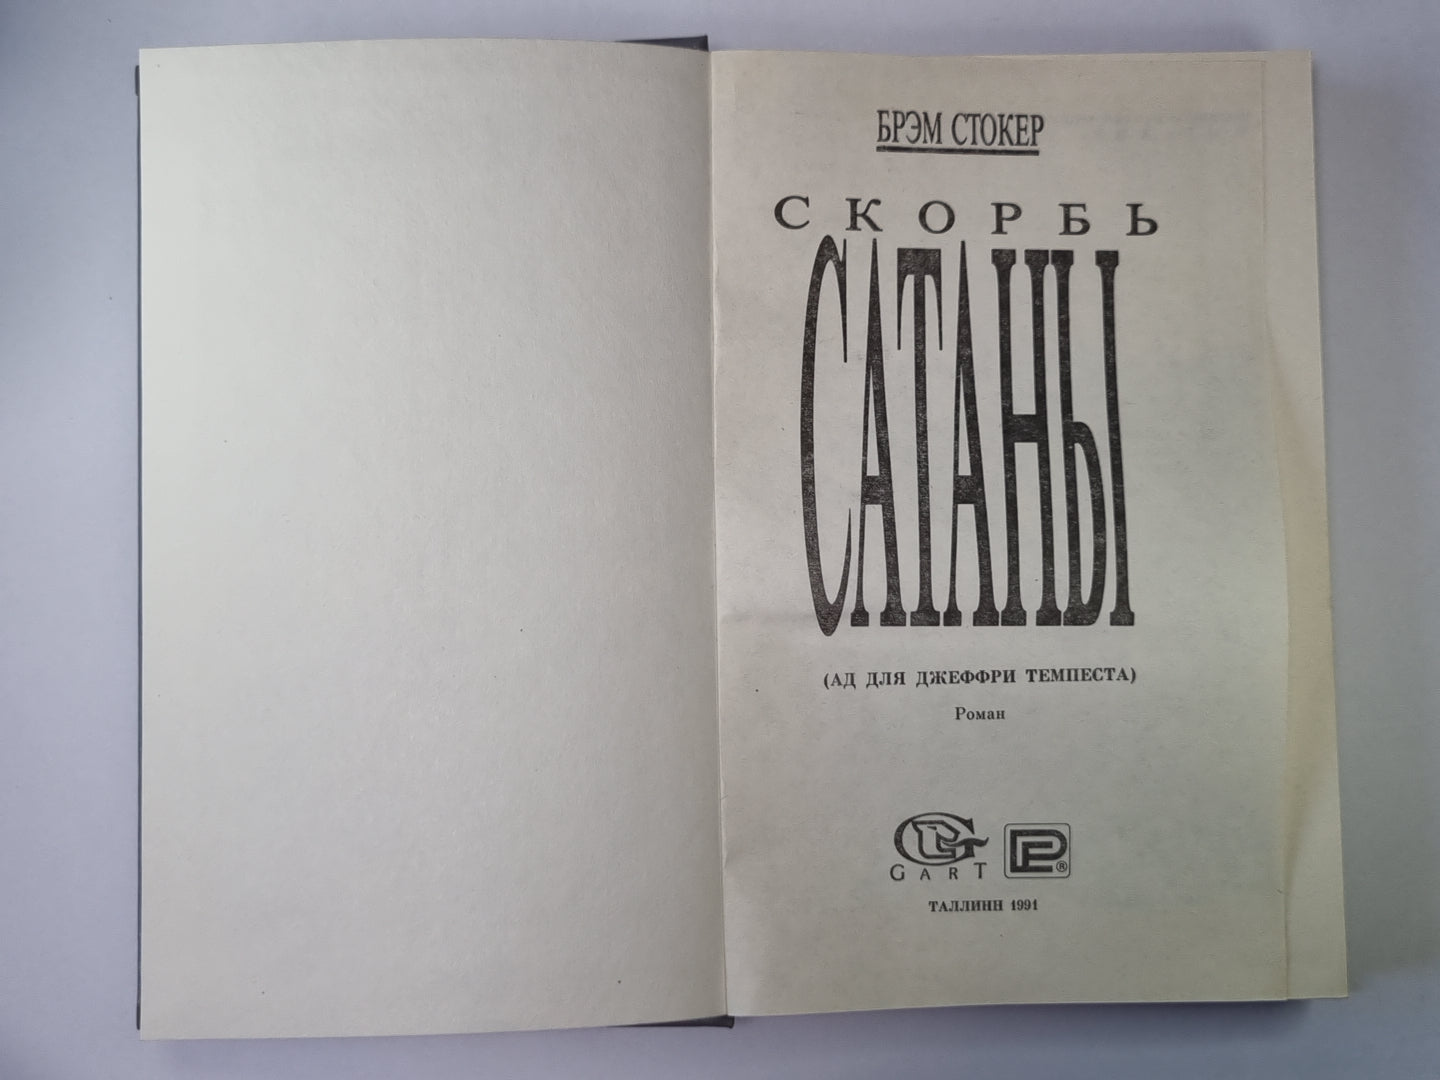 БРЭМ СТОКЕР
СКОРБЬ
САТАНЫ
(АД ДЛЯ ДЖЕФФРИ ТЕМПЕСТА)
Роман
GART
®
ТАЛЛИНН 1991